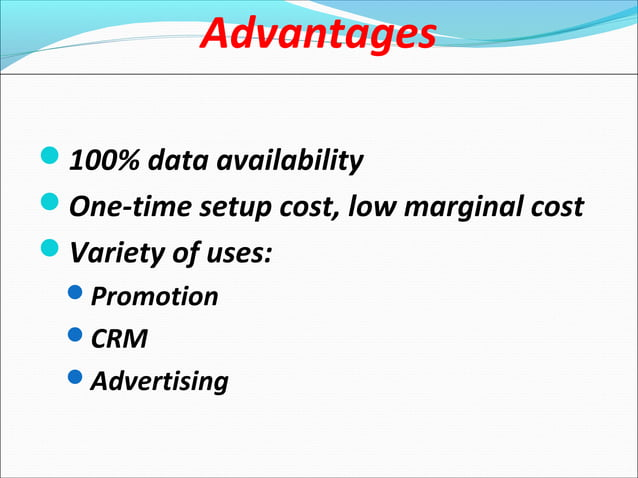 Advantages
100% data availability
One-time setup cost, low marginal cost
Variety of uses:
Promotion
CRM
Advertising